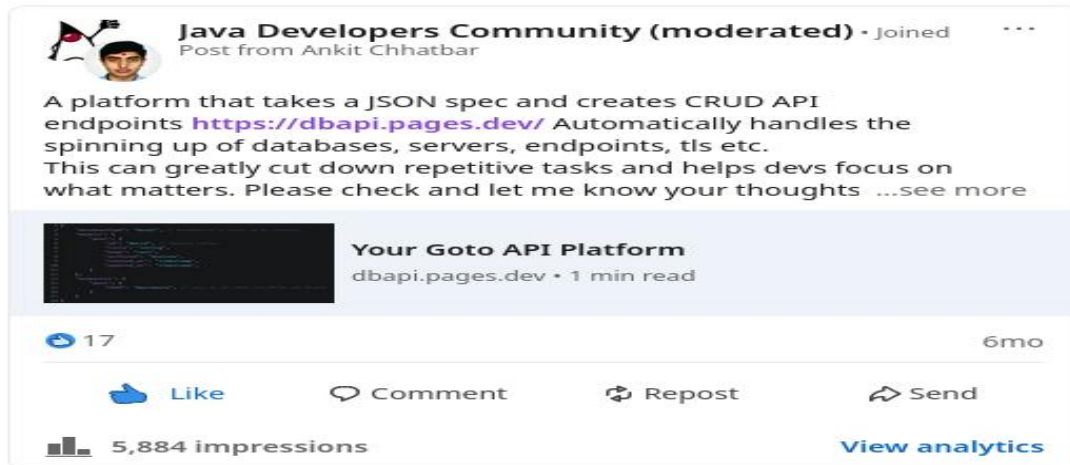 Java Developers Community (moderated) • Joined ...
Post from Ankit Chhatbar
A platform that takes a JSON spec and creates CRUD API
endpoints https://dbapi.pages.dev/ Automatically handles the
spinning up of databases, servers, endpoints, tls etc.
This can greatly cut down repetitive tasks and helps devs focus on
what matters. Please check and let me know your thoughts ...see more
Your Goto API Platform
dbapi.pages.dev • 1 min read
17 6mo
Like Comment Repost Send
5,884 impressions View analytics